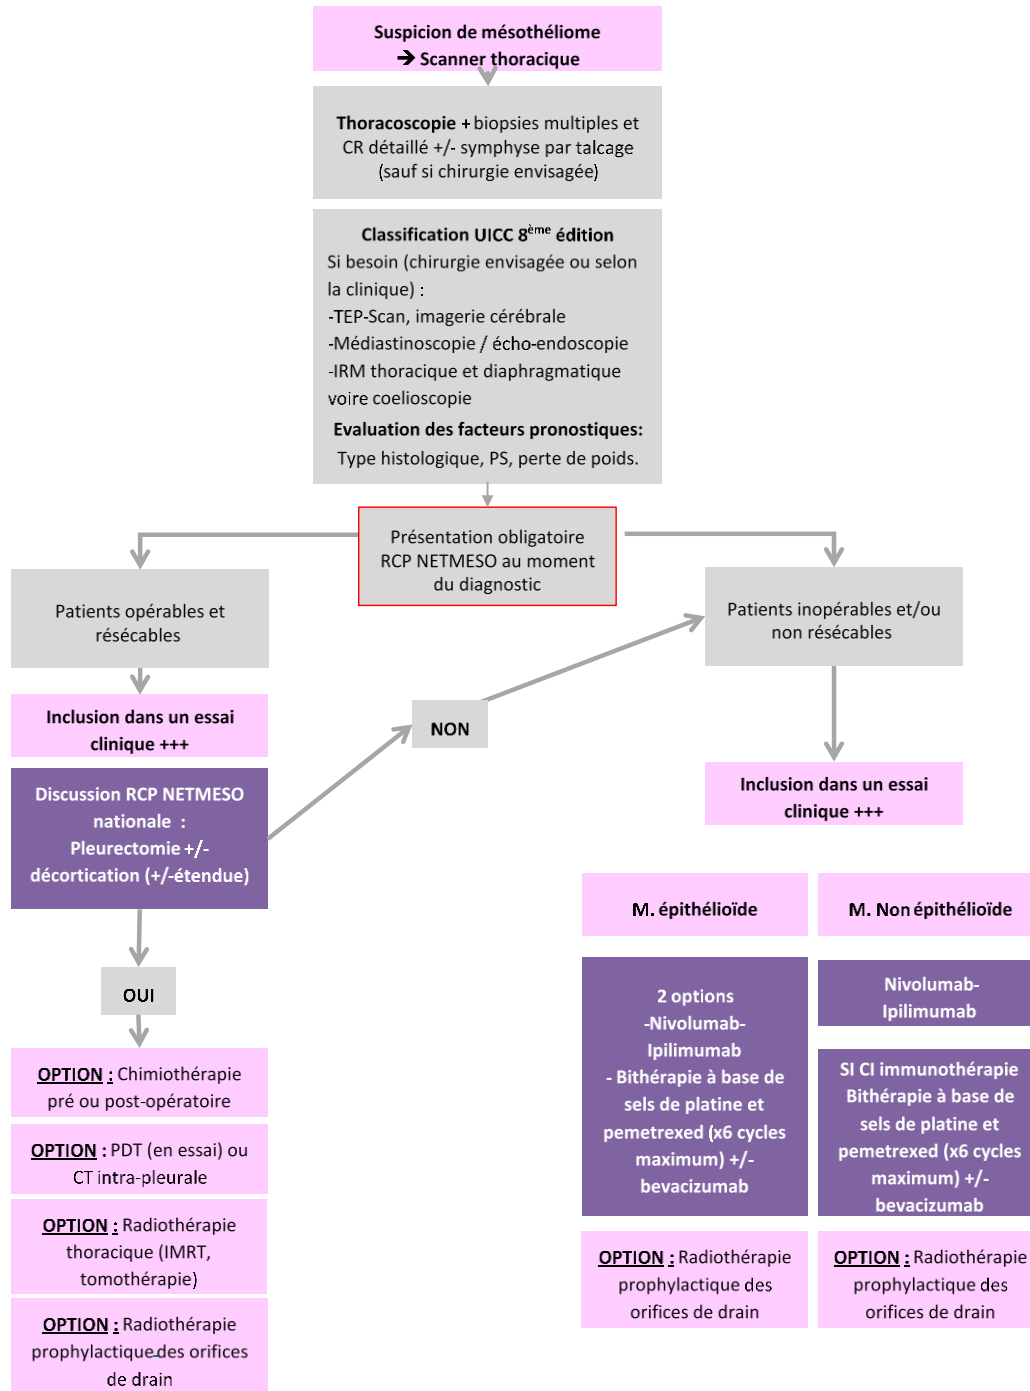 Suspicion de mésothéliome
➔ Scanner thoracique
Thoracoscopie + biopsies multiples et
CR détaillé +/- symphyse par talcage
(sauf si chirurgie envisagée)
Classification UICC 8ème édition
Si besoin (chirurgie envisagée ou selon
la clinique) :
-TEP-Scan, imagerie cérébrale
-Médiastinoscopie / écho-endoscopie
-IRM thoracique et diaphragmatique
voire coelioscopie
Evaluation des facteurs pronostiques:
Type histologique, PS, perte de poids.
Présentation obligatoire
RCP NETMESO au moment
du diagnostic
Patients opérables et
résécables
Inclusion dans un essai
clinique +++
Discussion RCP NETMESO
nationale :
Pleurectomie +/-
décortication (+/-étendue)
NON
OUI
OPTION : Chimiothérapie
pré ou post-opératoire
OPTION : PDT (en essai) ou
CT intra-pleurale
OPTION : Radiothérapie
thoracique (IMRT,
tomothérapie)
OPTION : Radiothérapie
prophylactique des orifices
de drain
Patients inopérables et/ou
non résécables
Inclusion dans un essai
clinique +++
M. épithélioïde
2 options
-Nivolumab-
Ipilimumab
- Bithérapie à base de
sels de platine et
pemetrexed (x6 cycles
maximum) +/-
bevacizumab
OPTION : Radiothérapie
prophylactique des
orifices de drain
M. Non épithélioïde
Nivolumab-
Ipilimumab
SI CI immunothérapie
Bithérapie à base de
sels de platine et
pemetrexed (x6 cycles
maximum) +/-
bevacizumab
OPTION : Radiothérapie
prophylactique des
orifices de drain